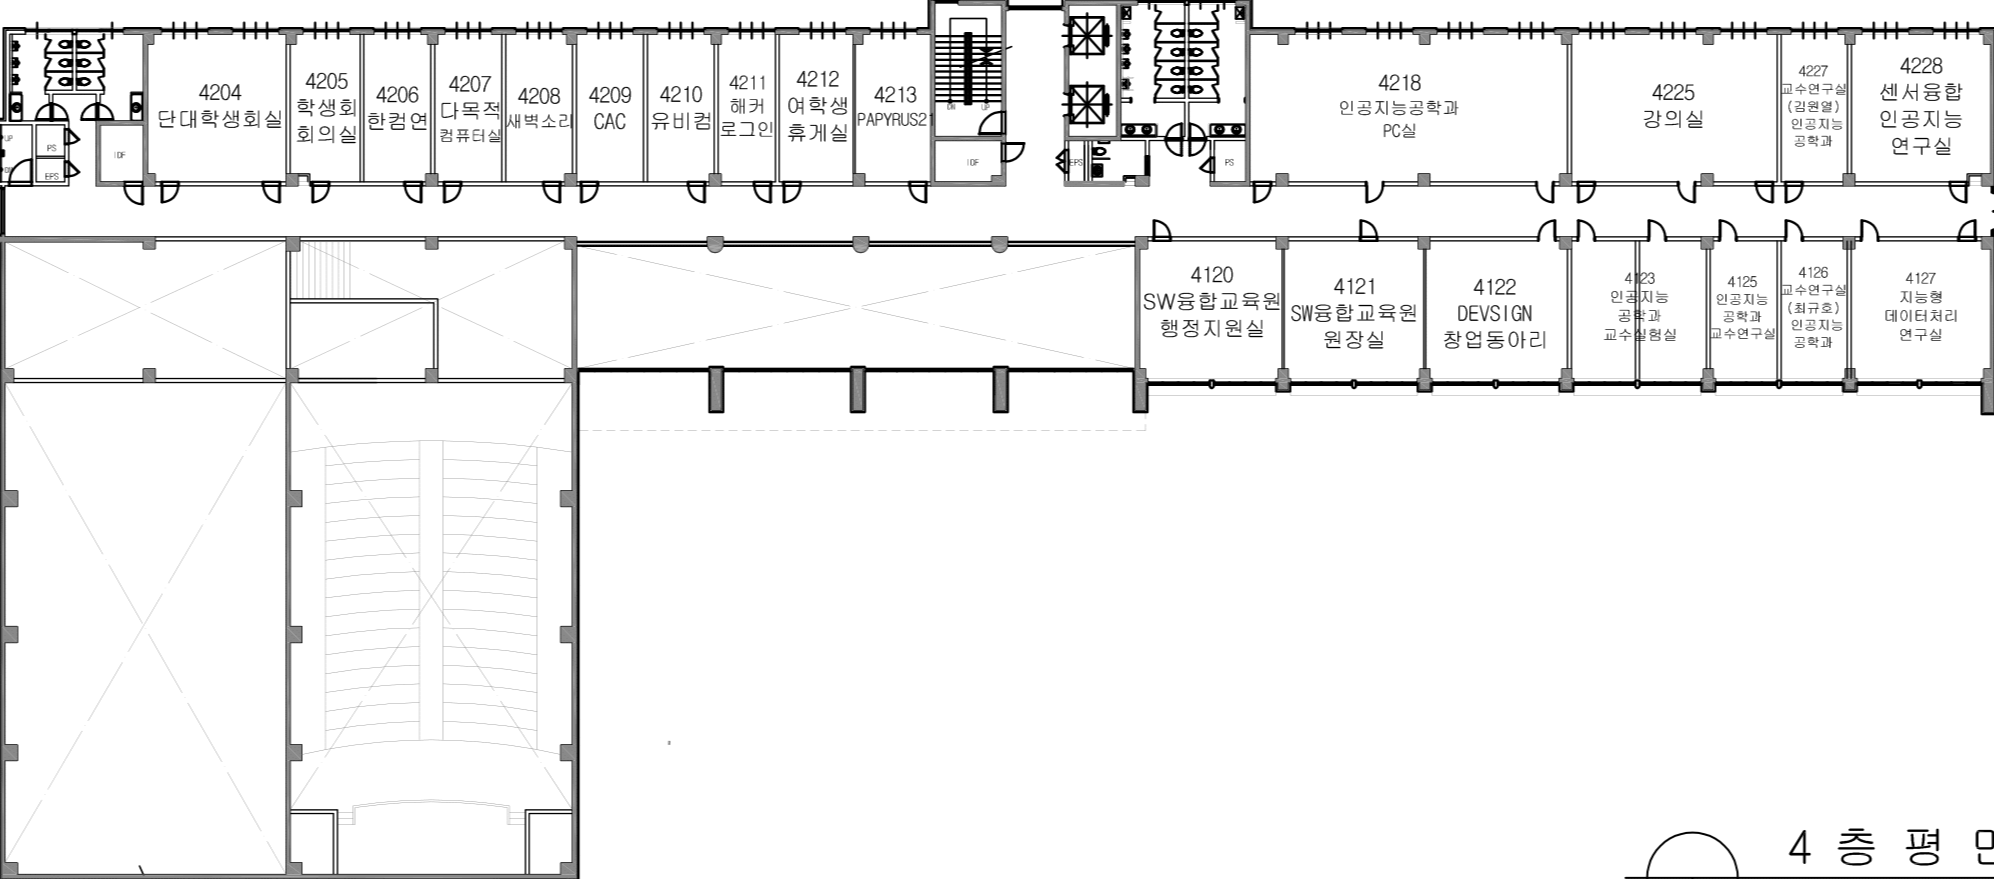 4204
단대학생회실
4205
학생회
회의실
4206
한컴연
4207
다목적
컴퓨터실
4208
새벽소리
4209
CAC
4210
유비컴
4211
해커
로그인
4212
여학생
휴게실
4213
PAPYRUS21
4218
인공지능공학과
PC실
4225
강의실
4227
교수연구실
(김원열)
인공지능
공학과
4228
센서융합
인공지능
연구실
UP
DN
PS
EPS
IDF
DN
UP
IDF
EPS
PS
4120
SW융합교육원
행정지원실
4121
SW융합교육원
원장실
4122
DEVSIGN
창업동아리
4123
인공지능
공학과
교수실험실
4125
인공지능
공학과
교수연구실
4126
교수연구실
(최규호)
인공지능
공학과
4127
지능형
데이터처리
연구실
4 층 평